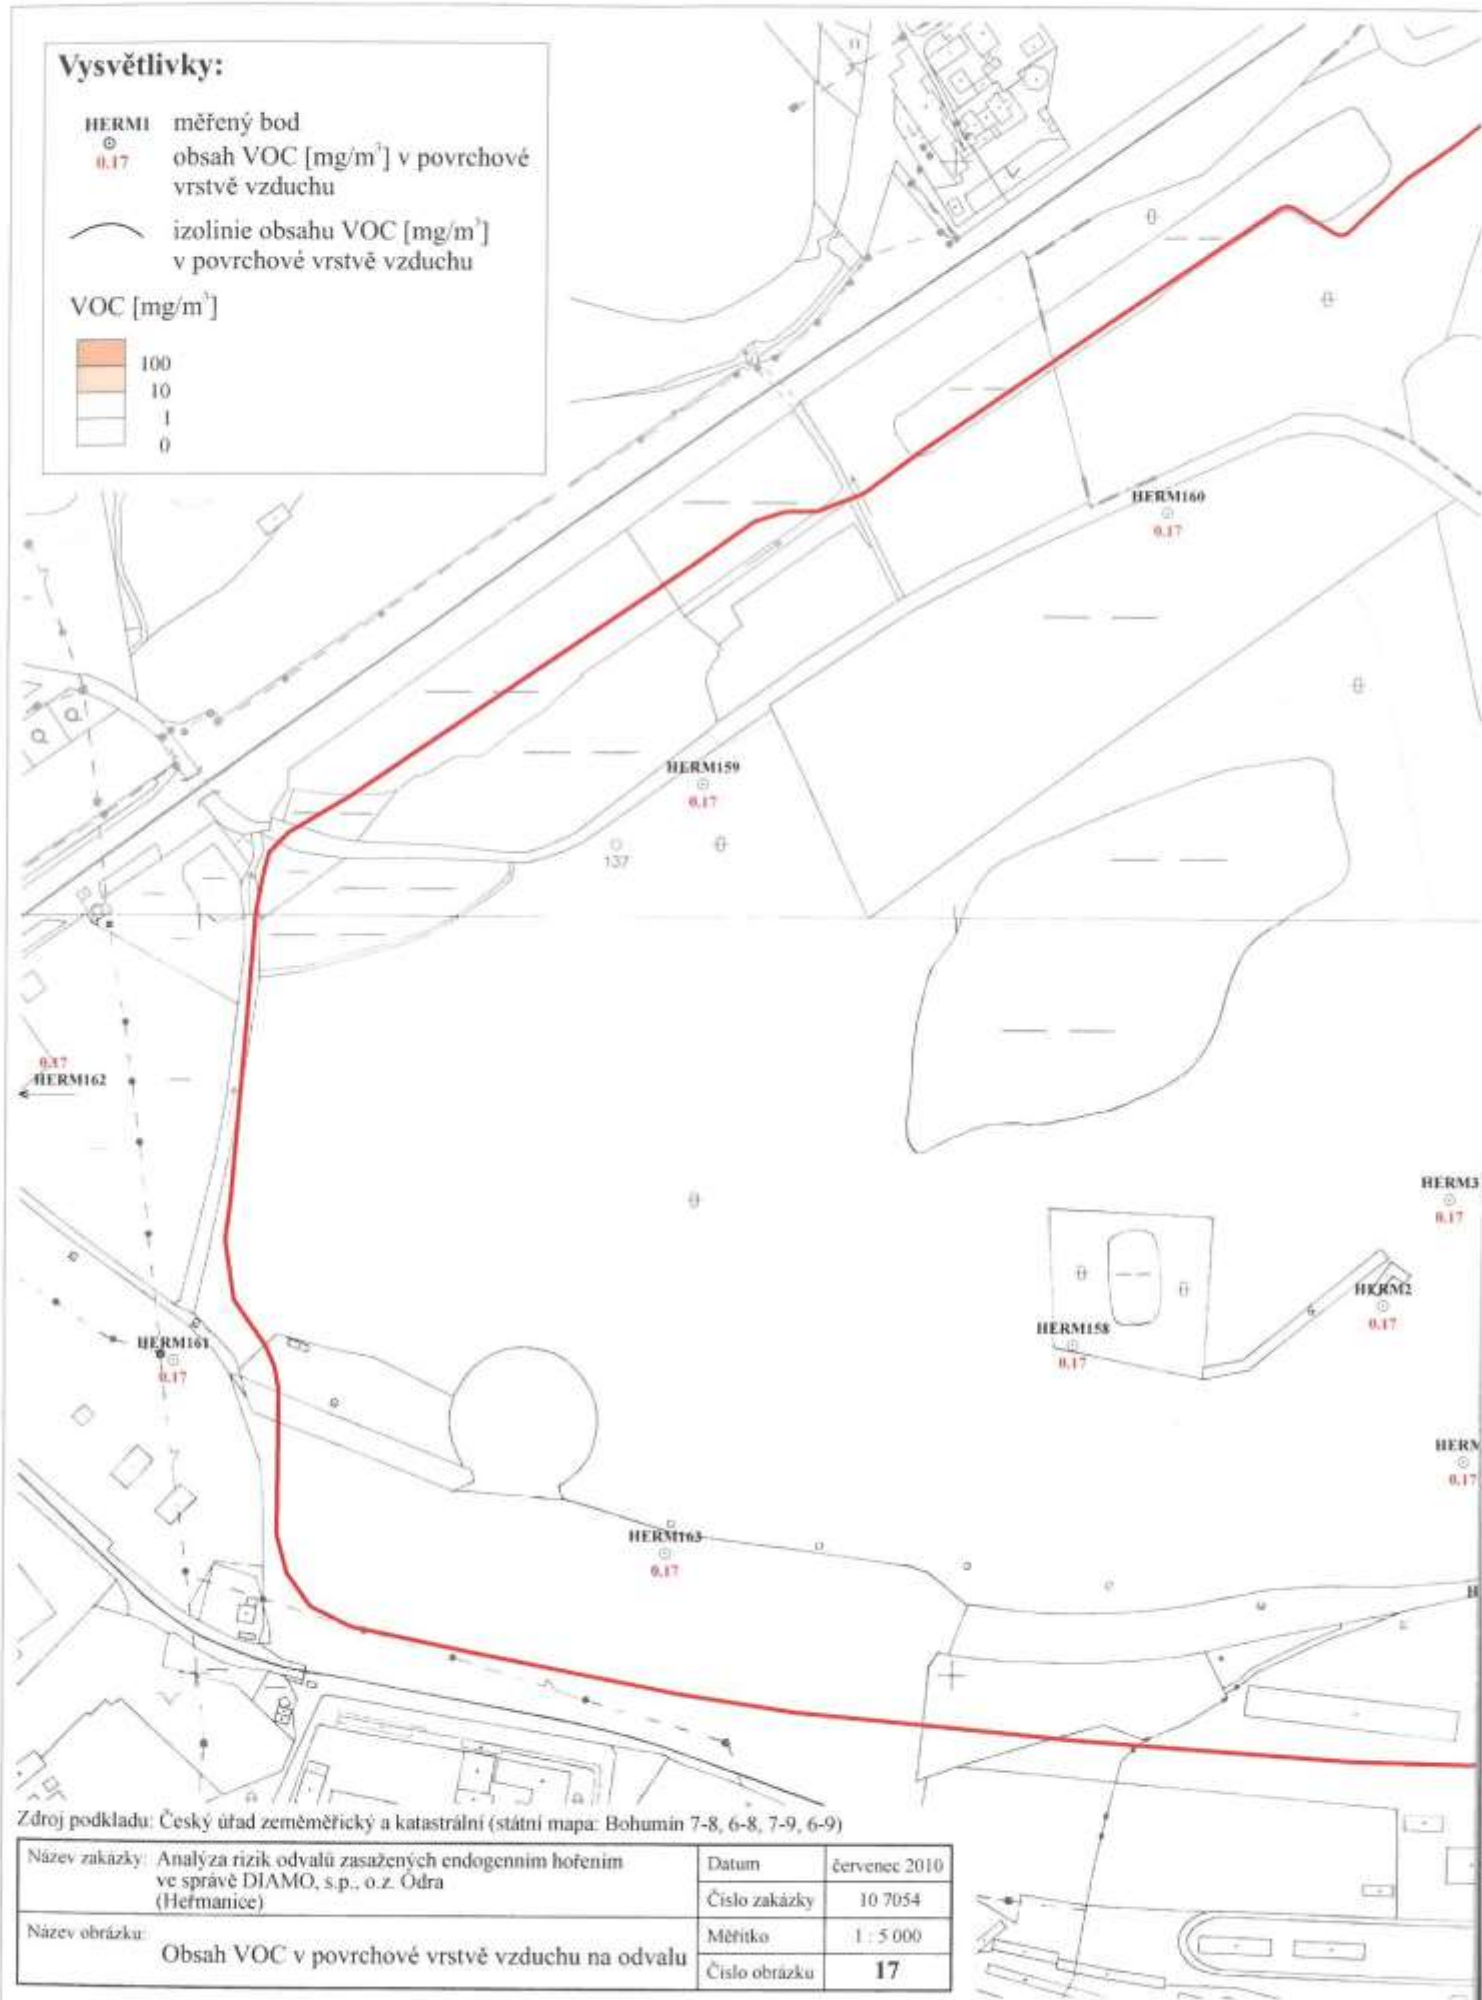 Vysvětlivky:
HERM1 měřený bod
0.17 obsah VOC [mg/m³] v povrchové
vrstvě vzduchu
izolinie obsahu VOC [mg/m³]
v povrchové vrstvě vzduchu
VOC [mg/m³]
100
10
1
0
HERM160
0.17
HERM159
0.17
137
0.17
HERM162
HERM3
0.17
HERM2
0.17
HERM158
0.17
HERM161
0.17
HERM
0.17
HERM163
0.17
H
Zdroj podkladu: Český úřad zeměměřický a katastrální (státní mapa: Bohumín 7-8, 6-8, 7-9, 6-9)
Název zakázky: Analýza rizik odvalů zasažených endogenním hořením
ve správě DIAMO, s.p., o.z. Odra
(Heřmanice)
Datum červenec 2010
Číslo zakázky 10 7054
Název obrázku:
Obsah VOC v povrchové vrstvě vzduchu na odvalu
Měřítko 1 : 5 000
Číslo obrázku 17